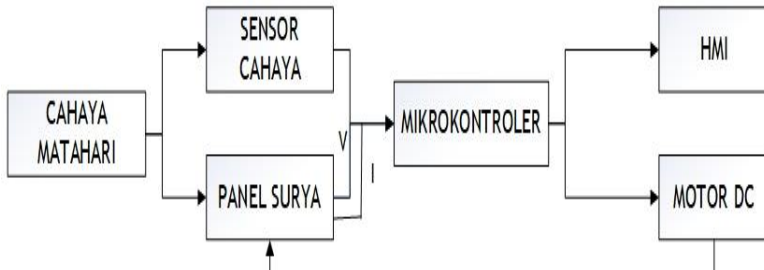 CAHAYA
MATAHARI
SENSOR
CAHAYA
PANEL SURYA
V
I
MIKROKONTROLER
HMI
MOTOR DC